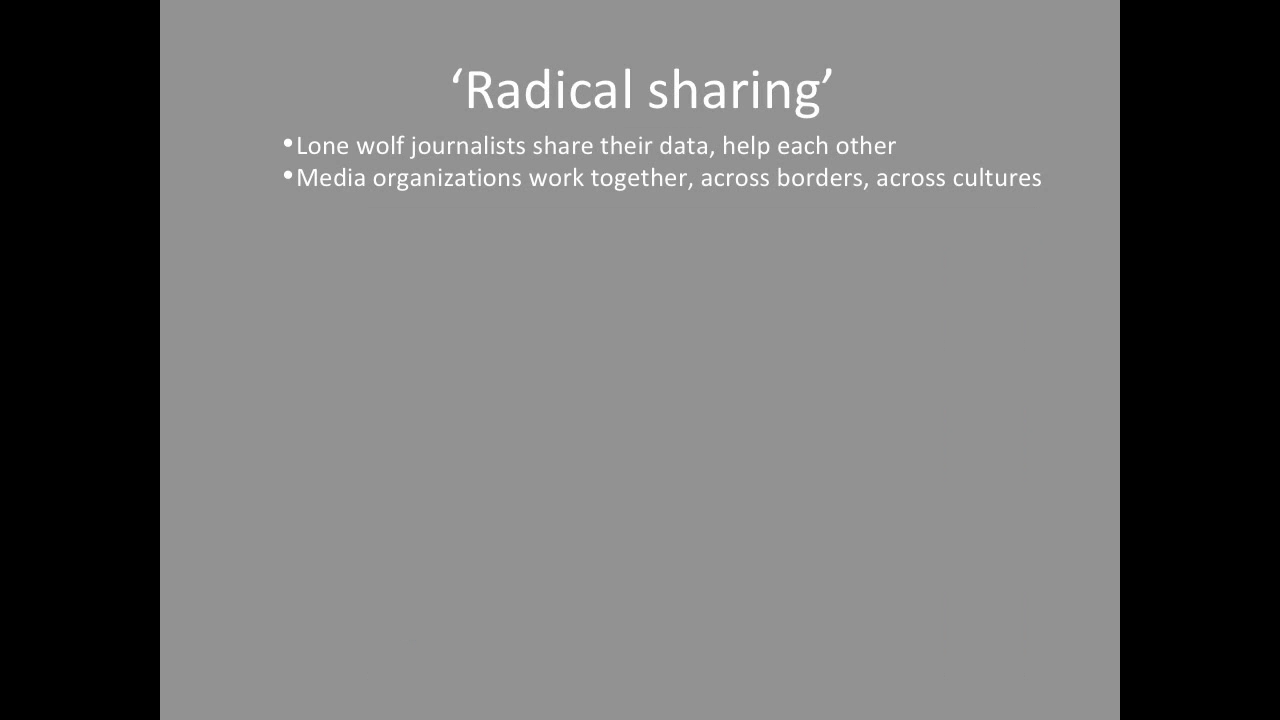 ‘Radical sharing’
•Lone wolf journalists share their data, help each other
•Media organizations work together, across borders, across cultures